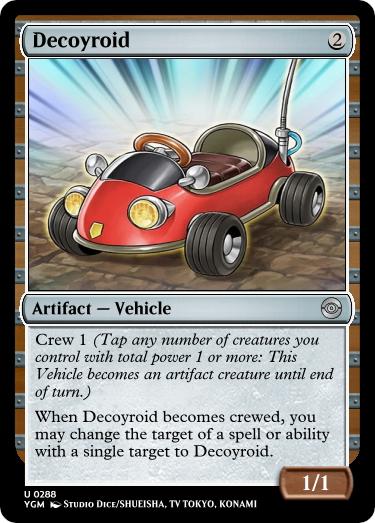 Decoyroid 2
Artifact — Vehicle
Crew 1 (Tap any number of creatures you
control with total power 1 or more: This
Vehicle becomes an artifact creature until end
of turn.)
When Decoyroid becomes crewed, you
may change the target of a spell or ability
with a single target to Decoyroid.
1/1
U 0288
YGM Studio Dice/SHUEISHA, TV TOKYO, KONAMI